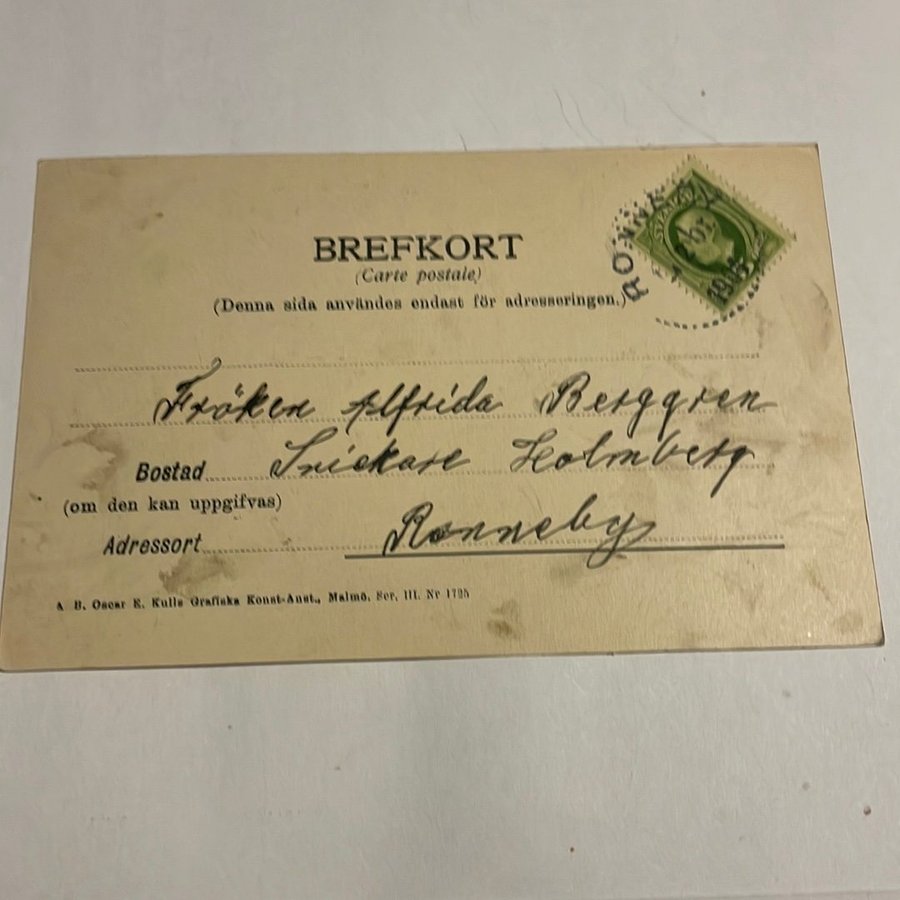 BREFKORT
(Carte postale)
(Denna sida användes endast för adresseringen.)
RONNEBY
Fröken Alfrida Berggren
Bostad Snickare Holmberg
(om den kan uppgifvas)
Adressort Ronneby
A. B. Oscar E. Kulls Grafiska Konst-Anst., Malmö. Ser. III. Nr 1725